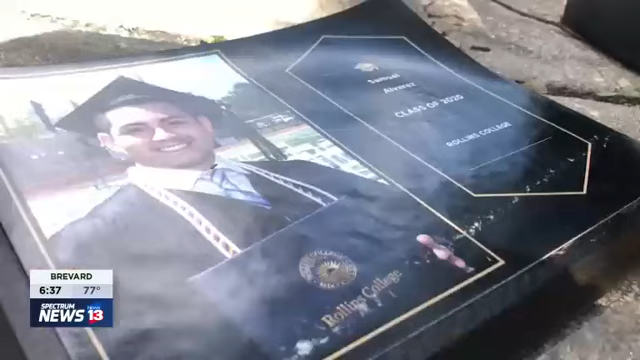 Samuel
Alvarez
CLASS OF 2020
ROLLINS COLLEGE
Rollins College
BREVARD
6:37 77°
SPECTRUM
NEWS 13